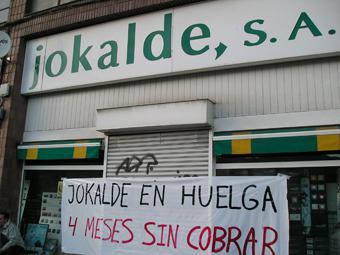 jokalde, S.A.
JOKALDE EN HUELGA
4 MESES SIN COBRAR